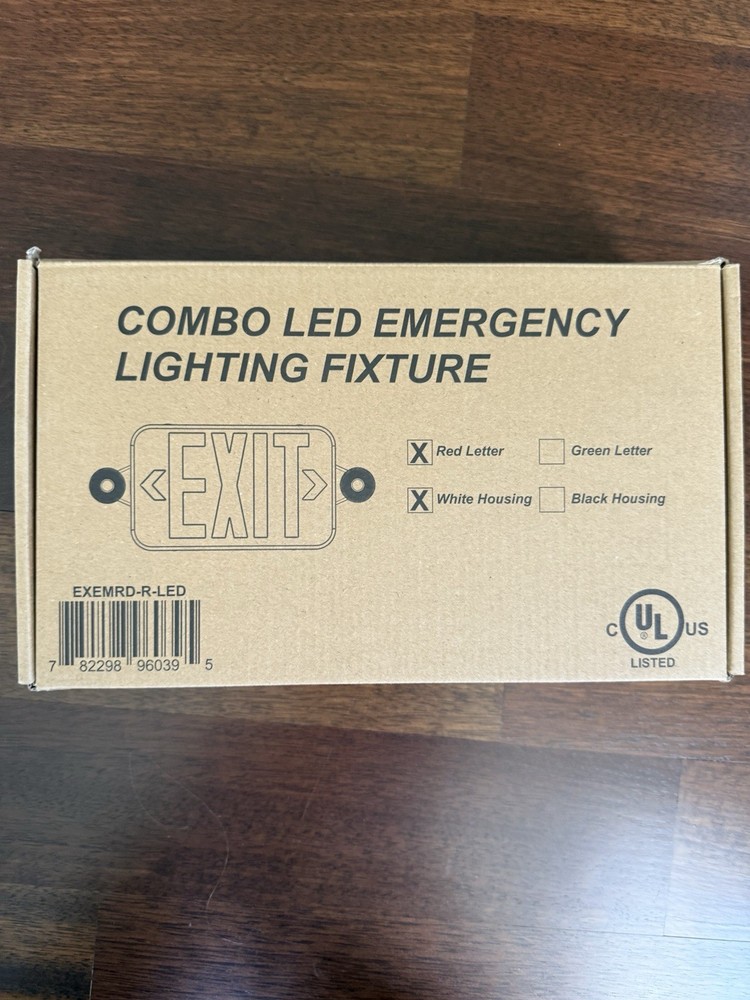 COMBO LED EMERGENCY
LIGHTING FIXTURE
EXIT
X Red Letter Green Letter
X White Housing Black Housing
EXEMRD-R-LED
7 82298 96039 5
C UL ® US
LISTED